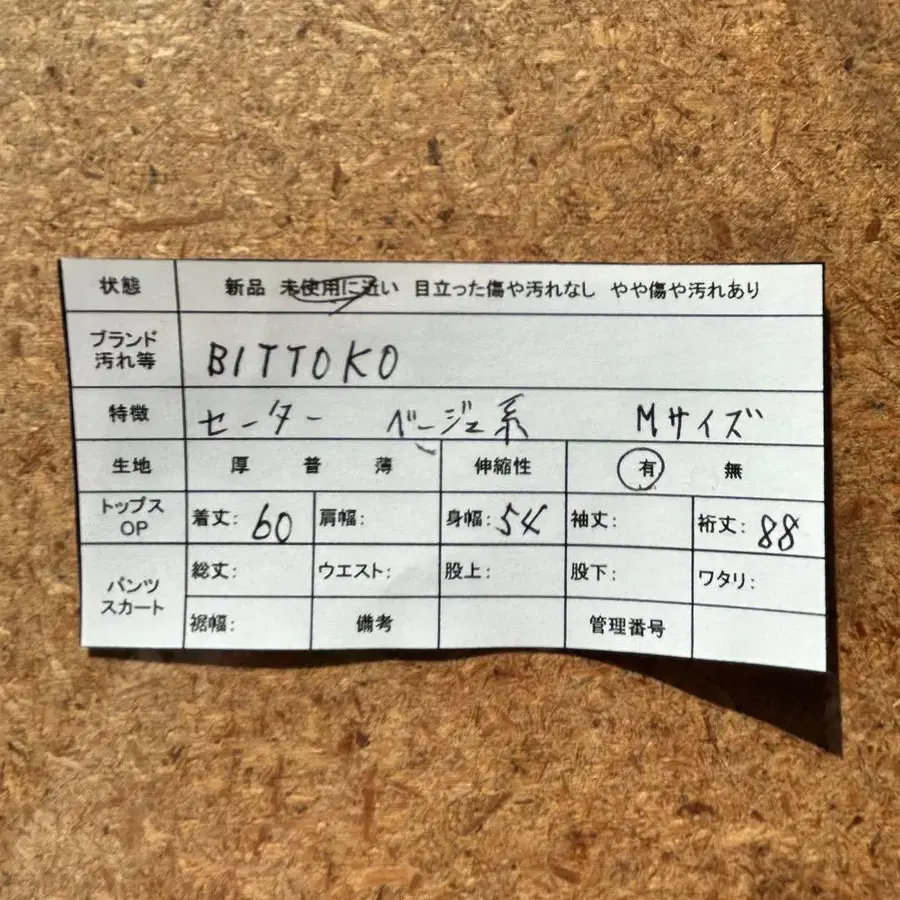 状態 新品 未使用に近い 目立った傷や汚れなし やや傷や汚れあり
ブランド
汚れ等 BITTOKO
特徴 セーター ベージュ系 Mサイズ
生地 厚 普 薄 伸縮性 有 無
トップス
OP 着丈: 60 肩幅: 身幅: 54 袖丈: 裄丈: 88
パンツ
スカート 総丈: ウエスト: 股上: 股下: ワタリ:
裾幅: 備考 管理番号